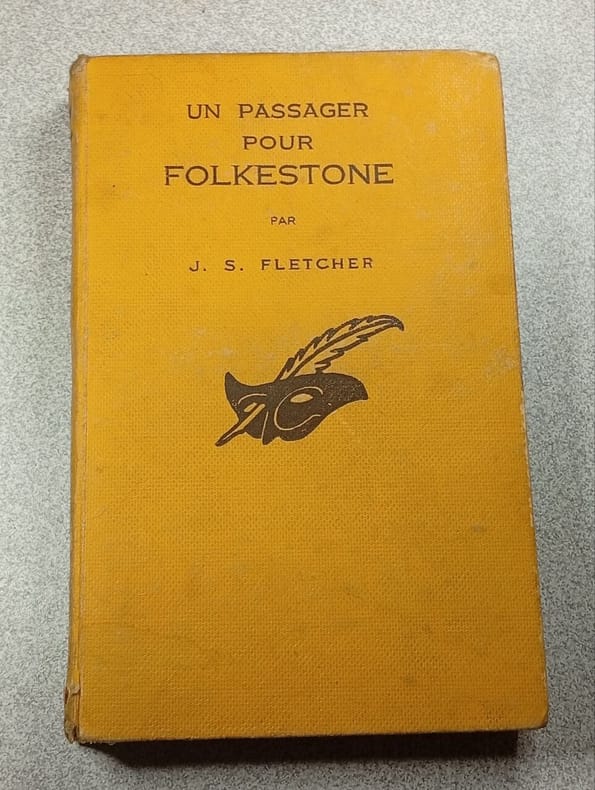 UN PASSAGER
POUR
FOLKESTONE
PAR
J. S. FLETCHER